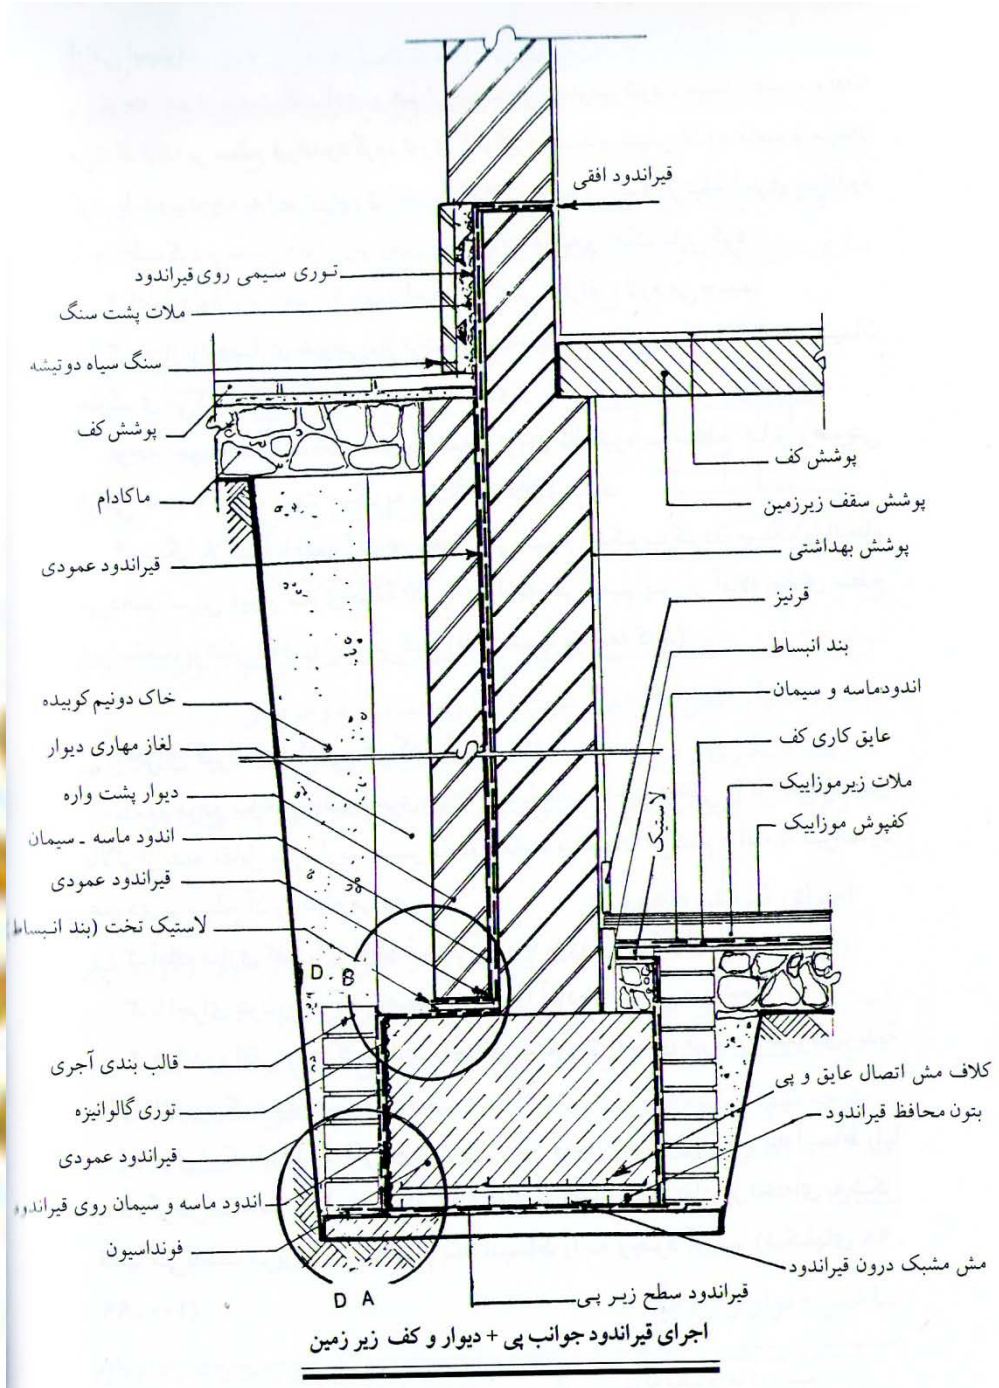 قیراندود افقی
توری سیمی روی قیراندود
ملات پشت سنگ
سنگ سیاه دوتیشه
پوشش کف
ماکادام
پوشش کف
پوشش سقف زیرزمین
پوشش بهداشتی
قیراندود عمودی
قرنیز
بند انبساط
اندودماسه و سیمان
عایق کاری کف
ملات زیرموزاییک
کفپوش موزاییک
لاستیک
خاک دونیم کوبیده
لغاز مهاری دیوار
دیوار پشت واره
اندود ماسه - سیمان
قیراندود عمودی
لاستیک تخت (بند انبساط)
D. B
قالب بندی آجری
توری گالوانیزه
قیراندود عمودی
اندود ماسه و سیمان روی قیراندود
فونداسیون
کلاف مش اتصال عایق و پی
بتون محافظ قیراندود
مش مشبک درون قیراندود
قیراندود سطح زیر پی
D A
اجرای قیراندود جوانب پی + دیوار و کف زیر زمین